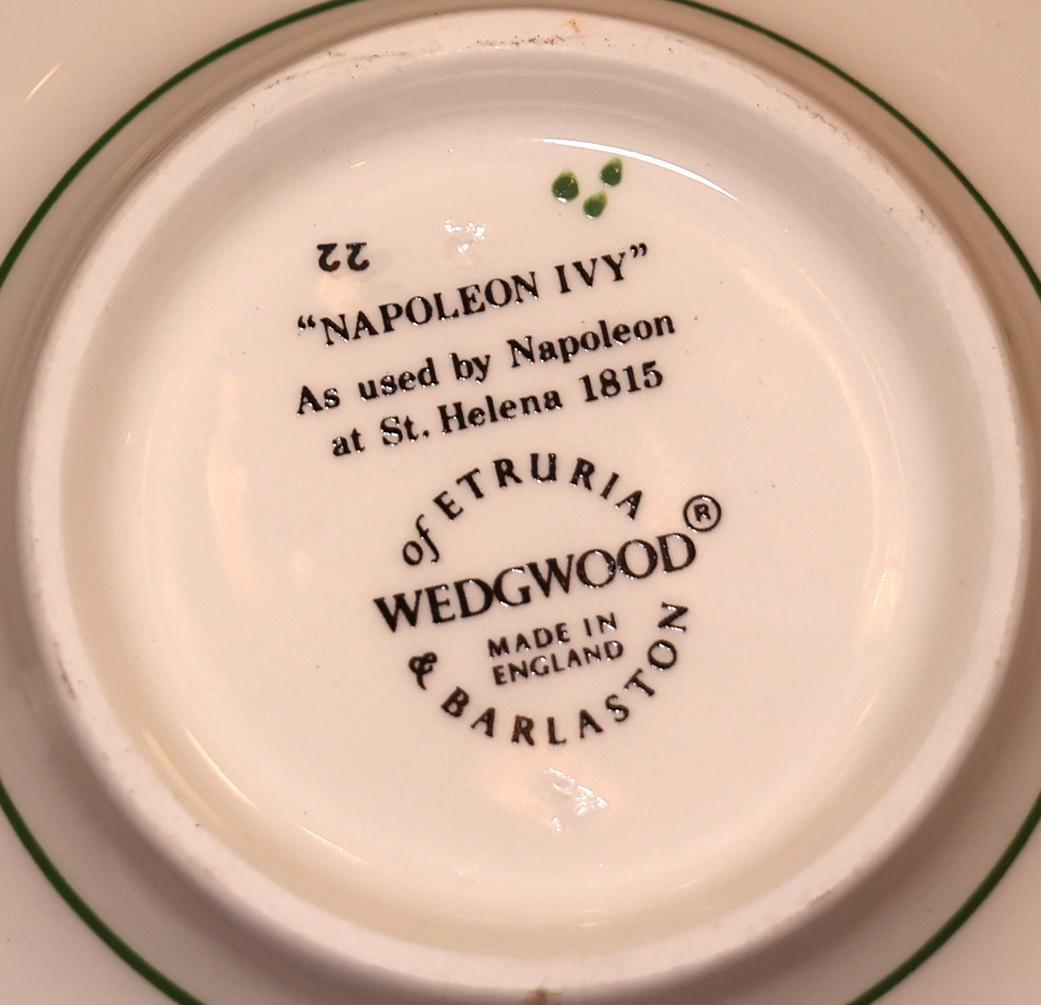 22
“NAPOLEON IVY”
As used by Napoleon
at St. Helena 1815
of ETRURIA
WEDGWOOD®
MADE IN
ENGLAND
& BARLASTON